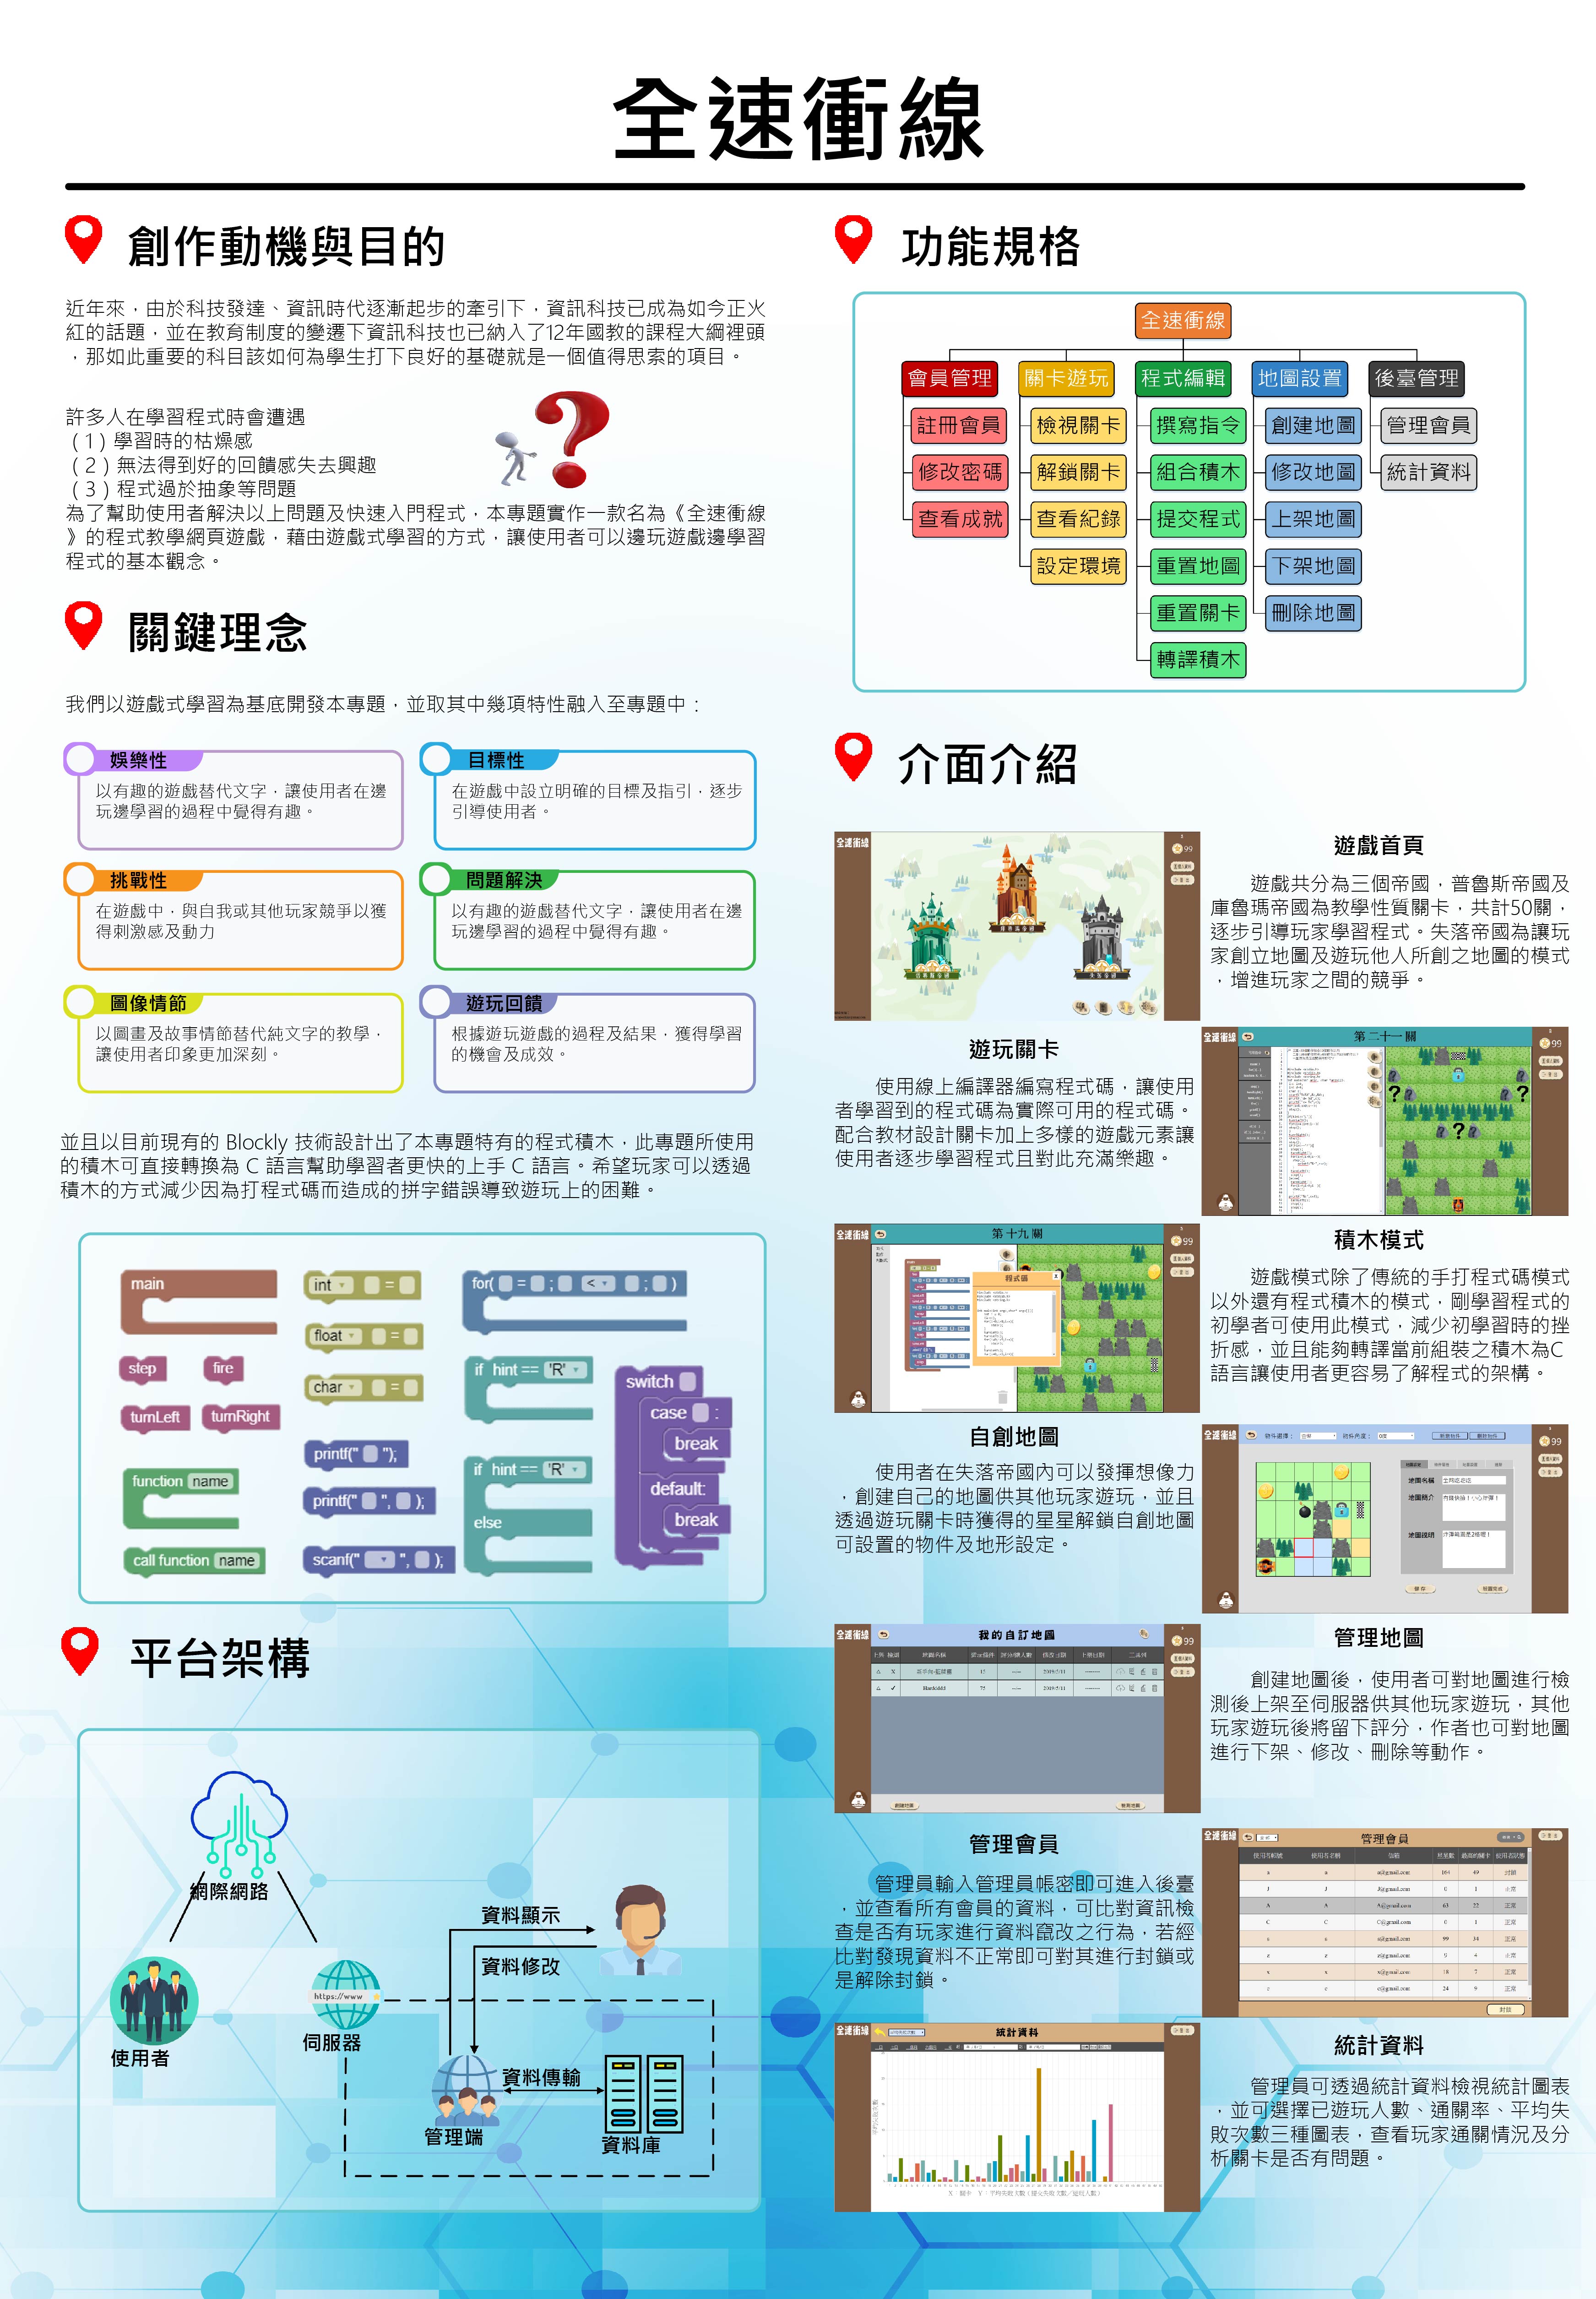 全速衝線
創作動機與目的
近年來，由於科技發達、資訊時代逐漸起步的牽引下，資訊科技已成為如今正火
紅的話題，並在教育制度的變遷下資訊科技也已納入了12年國教的課程大綱裡頭
，那如此重要的科目該如何為學生打下良好的基礎就是一個值得思索的項目。
許多人在學習程式時會遭遇
（1）學習時的枯燥感
（2）無法得到好的回饋感失去興趣
（3）程式過於抽象等問題
為了幫助使用者解決以上問題及快速入門程式，本專題實作一款名為《全速衝線
》的程式教學網頁遊戲，藉由遊戲式學習的方式，讓使用者可以邊玩遊戲邊學習
程式的基本觀念。
關鍵理念
我們以遊戲式學習為基底開發本專題，並取其中幾項特性融入至專題中：
娛樂性
以有趣的遊戲替代文字，讓使用者在邊
玩邊學習的過程中覺得有趣。
目標性
在遊戲中設立明確的目標及指引，逐步
引導使用者。
挑戰性
在遊戲中，與自我或其他玩家競爭以獲
得刺激感及動力
問題解決
以有趣的遊戲替代文字，讓使用者在邊
玩邊學習的過程中覺得有趣。
圖像情節
以圖畫及故事情節替代純文字的教學，
讓使用者印象更加深刻。
遊玩回饋
根據遊玩遊戲的過程及結果，獲得學習
的機會及成效。
並且以目前現有的 Blockly 技術設計出了本專題特有的程式積木，此專題所使用
的積木可直接轉換為 C 語言幫助學習者更快的上手 C 語言。希望玩家可以透過
積木的方式減少因為打程式碼而造成的拼字錯誤導致遊玩上的困難。
main
step
fire
turnLeft
turnRight
function name
call function name
int =
float =
char =
printf(" ");
printf(" ", );
scanf(" ", );
for( = ; < ; )
if hint == 'R'
if hint == 'R'
else
switch
case :
break
default:
break
平台架構
網際網路
使用者
https://www
伺服器
資料顯示
資料修改
資料傳輸
管理端
資料庫
功能規格
全速衝線
會員管理
註冊會員
修改密碼
查看成就
關卡遊玩
檢視關卡
解鎖關卡
查看紀錄
設定環境
程式編輯
撰寫指令
組合積木
提交程式
重置地圖
重置關卡
轉譯積木
地圖設置
創建地圖
修改地圖
上架地圖
下架地圖
刪除地圖
後臺管理
管理會員
統計資料
介面介紹
全速衝線
99
遊戲首頁
遊戲共分為三個帝國，普魯斯帝國及
庫魯瑪帝國為教學性質關卡，共計50關，
逐步引導玩家學習程式。失落帝國為讓玩
家創立地圖及遊玩他人所創之地圖的模式
，增進玩家之間的競爭。
遊玩關卡
使用線上編譯器編寫程式碼，讓使用
者學習到的程式碼為實際可用的程式碼。
配合教材設計關卡加上多樣的遊戲元素讓
使用者逐步學習程式且對此充滿樂趣。
全速衝線
第二十一關
99
全速衝線
第十九關
程式碼
99
積木模式
遊戲模式除了傳統的手打程式碼模式
以外還有程式積木的模式，剛學習程式的
初學者可使用此模式，減少初學習時的挫
折感，並且能夠轉譯當前組裝之積木為C
語言讓使用者更容易了解程式的架構。
自創地圖
使用者在失落帝國內可以發揮想像力
，創建自己的地圖供其他玩家遊玩，並且
透過遊玩關卡時獲得的星星解鎖自創地圖
可設置的物件及地形設定。
全速衝線
99
地圖名稱
地圖簡介
地圖說明
全速衝線
我的自訂地圖
99
管理地圖
創建地圖後，使用者可對地圖進行檢
測後上架至伺服器供其他玩家遊玩，其他
玩家遊玩後將留下評分，作者也可對地圖
進行下架、修改、刪除等動作。
管理會員
管理員輸入管理員帳密即可進入後臺
，並查看所有會員的資料，可比對資訊檢
查是否有玩家進行資料竄改之行為，若經
比對發現資料不正常即可對其進行封鎖或
是解除封鎖。
全速衝線
管理會員
全速衝線
統計資料
統計資料
管理員可透過統計資料檢視統計圖表
，並可選擇已遊玩人數、通關率、平均失
敗次數三種圖表，查看玩家通關情況及分
析關卡是否有問題。